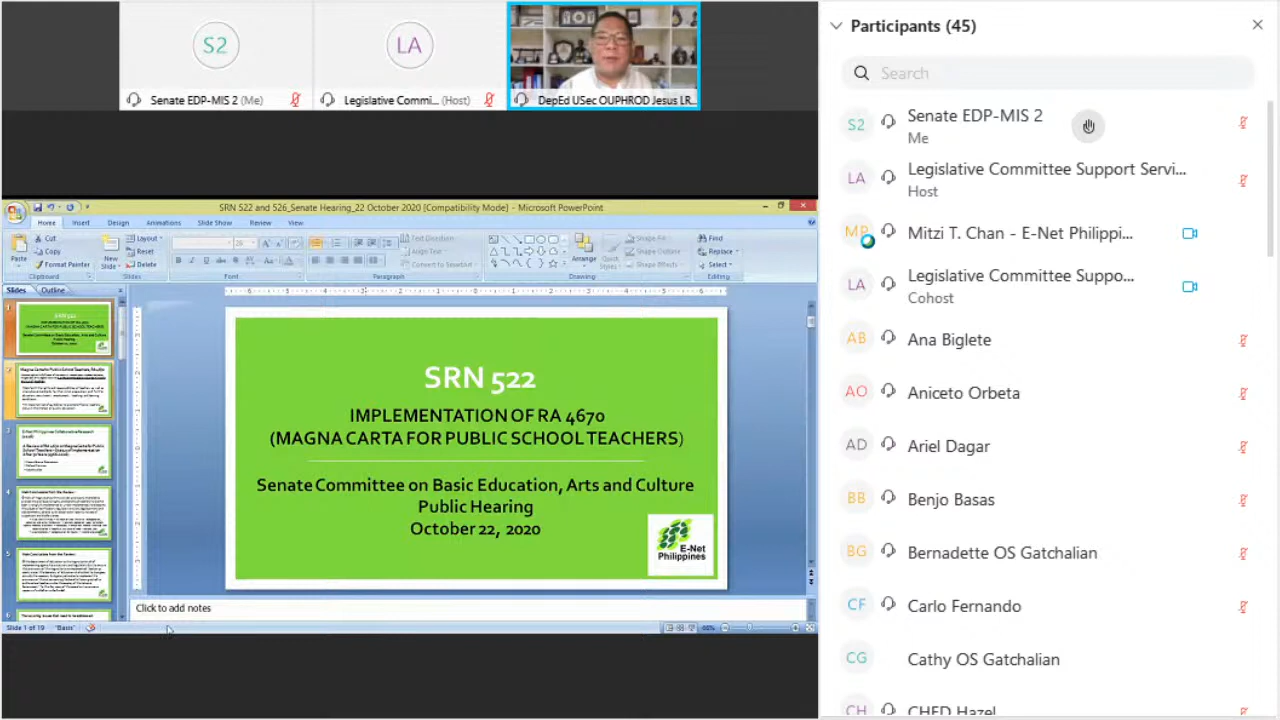 S2
LA
Senate EDP-MIS 2 (Me)
Legislative Commi... (Host)
DepEd USec OUPHROD Jesus LR...
SRN 522 and 526_Senate Hearing_22 October 2020 [Compatibility Mode] - Microsoft PowerPoint
Home Insert Design Animations Slide Show Review View
Paste
Cut
Copy
Format Painter
Clipboard
New Slide
Layout
Reset
Delete
Slides
Font
Text Direction
Align Text
Convert to SmartArt
Paragraph
Arrange
Quick Styles
Shape Fill
Shape Outline
Shape Effects
Drawing
Find
Replace
Select
Editing
Slides Outline
SRN 522
IMPLEMENTATION OF RA 4670
(MAGNA CARTA FOR PUBLIC SCHOOL TEACHERS)
Senate Committee on Basic Education, Arts and Culture
Public Hearing
October 22, 2020
E-Net
Philippines
Click to add notes
Slide 1 of 19 "Basis"
68%
Participants (45)
Search
S2 Senate EDP-MIS 2
Me
LA Legislative Committee Support Servi...
Host
MP Mitzi T. Chan - E-Net Philippi...
LA Legislative Committee Suppo...
Cohost
AB Ana Biglete
AO Aniceto Orbeta
AD Ariel Dagar
BB Benjo Basas
BG Bernadette OS Gatchalian
CF Carlo Fernando
CG Cathy OS Gatchalian
CH CHED Hazel